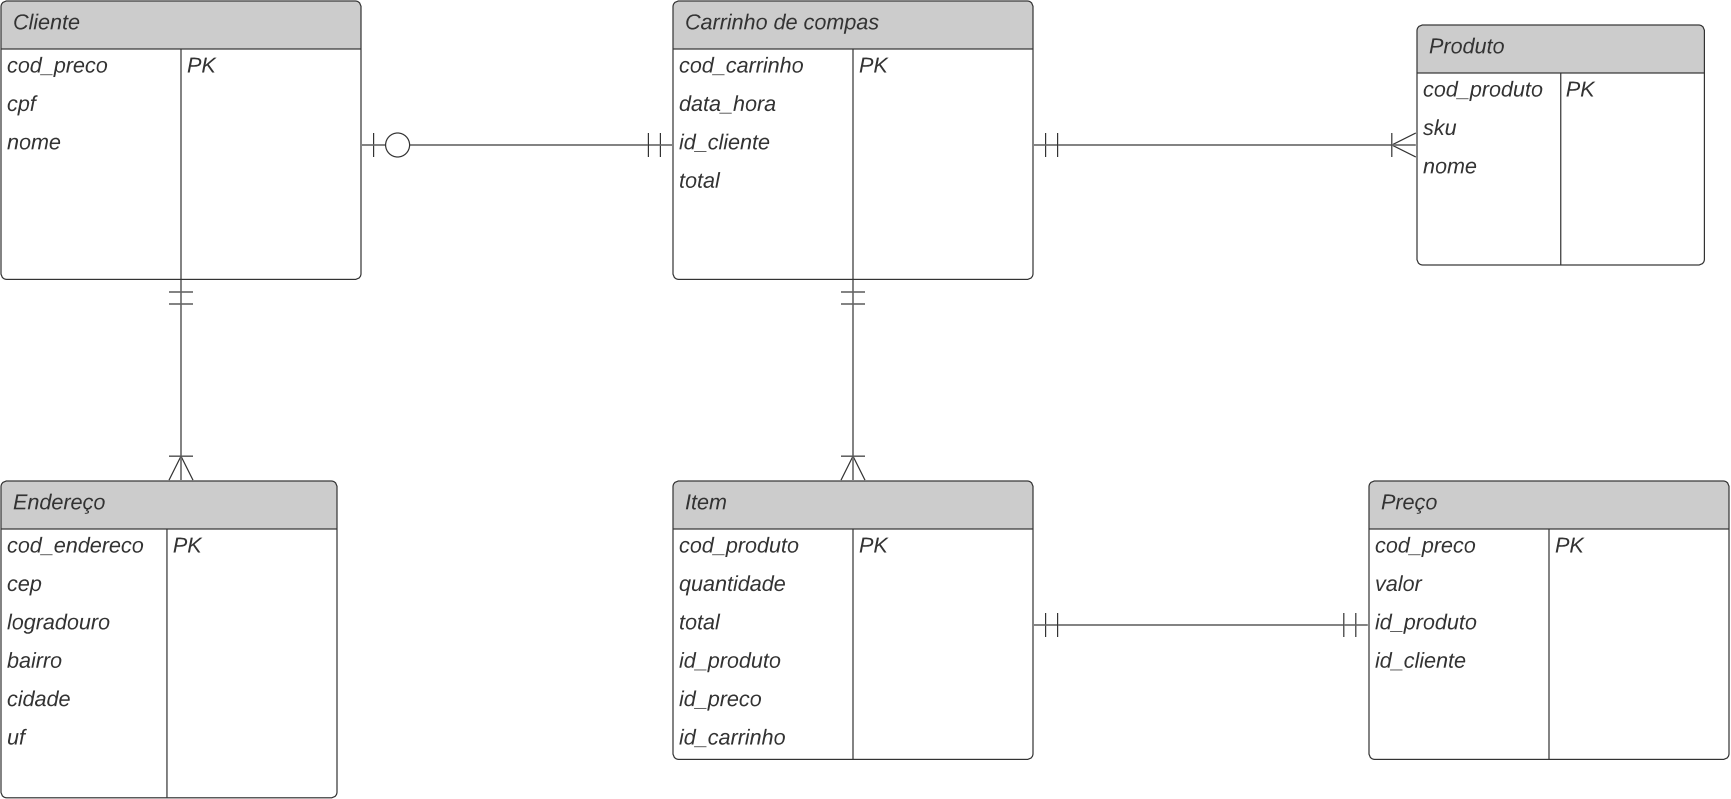 Cliente
cod_preco PK
cpf
nome
Carrinho de compas
cod_carrinho PK
data_hora
id_cliente
total
Produto
cod_produto PK
sku
nome
Endereço
cod_endereco PK
cep
logradouro
bairro
cidade
uf
Item
cod_produto PK
quantidade
total
id_produto
id_preco
id_carrinho
Preço
cod_preco PK
valor
id_produto
id_cliente